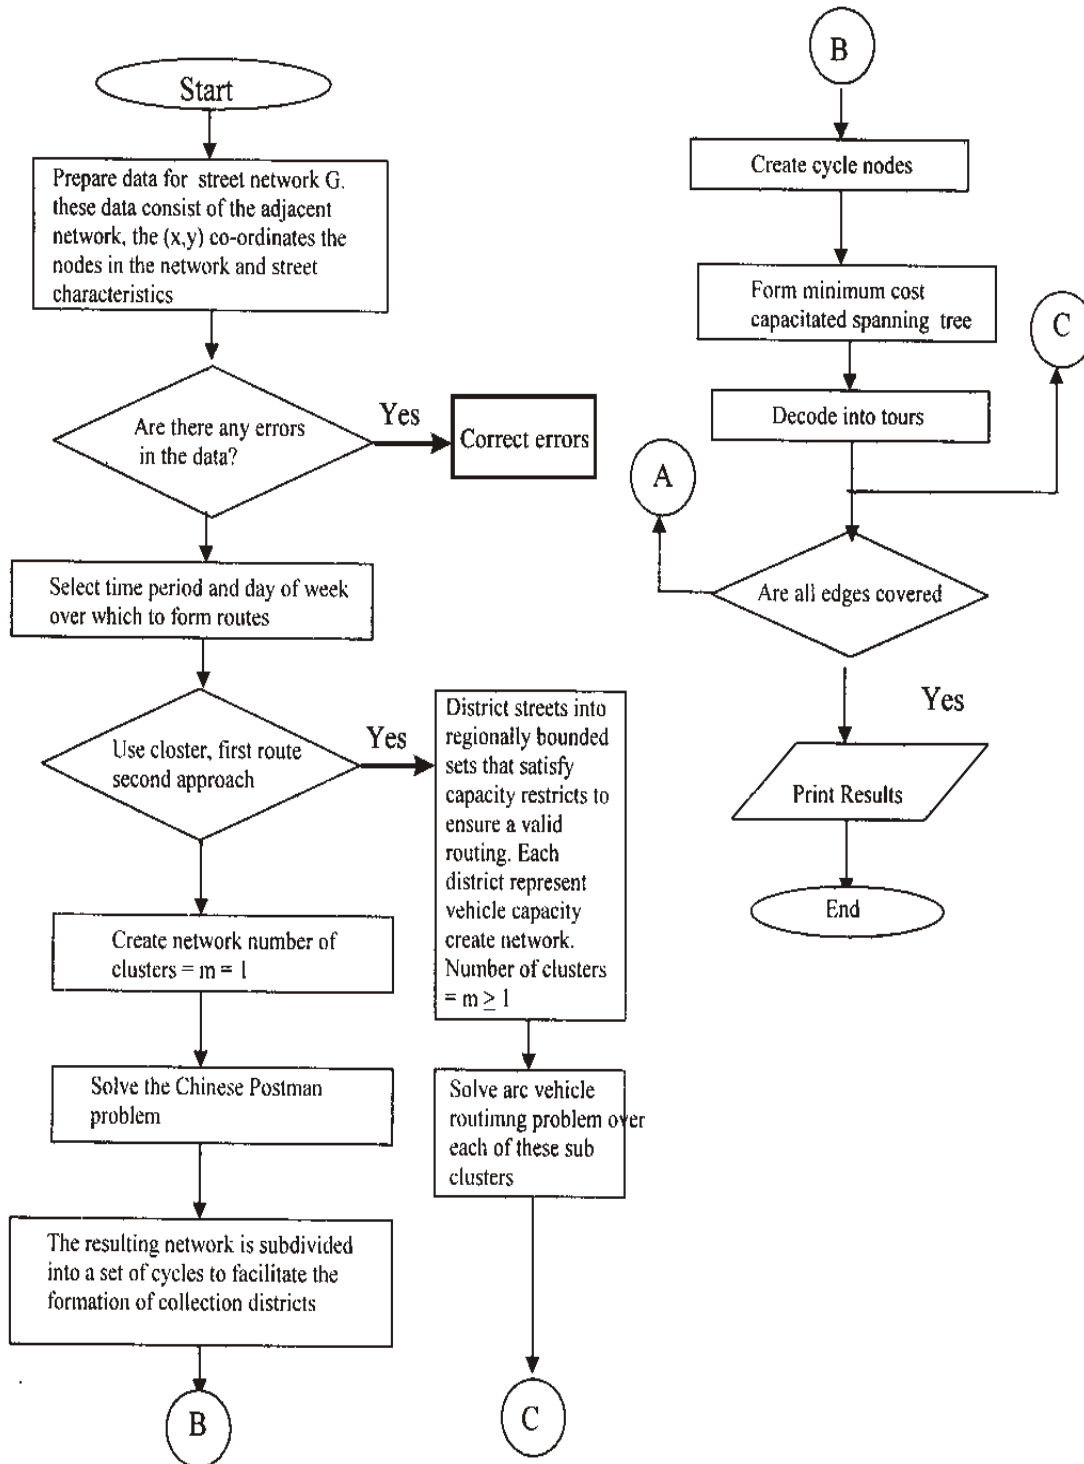 Start
Prepare data for street network G.
these data consist of the adjacent
network, the (x,y) co-ordinates the
nodes in the network and street
characteristics
Are there any errors
in the data?
Yes
Correct errors
Select time period and day of week
over which to form routes
Use closter, first route
second approach
Yes
District streets into
regionally bounded
sets that satisfy
capacity restricts to
ensure a valid
routing. Each
district represent
vehicle capacity
create network.
Number of clusters
= m ≥ 1
Create network number of
clusters = m = 1
Solve the Chinese Postman
problem
Solve arc vehicle
routimng problem over
each of these sub
clusters
The resulting network is subdivided
into a set of cycles to facilitate the
formation of collection districts
B
C
B
Create cycle nodes
Form minimum cost
capacitated spanning tree
C
Decode into tours
A
Are all edges covered
Yes
Print Results
End